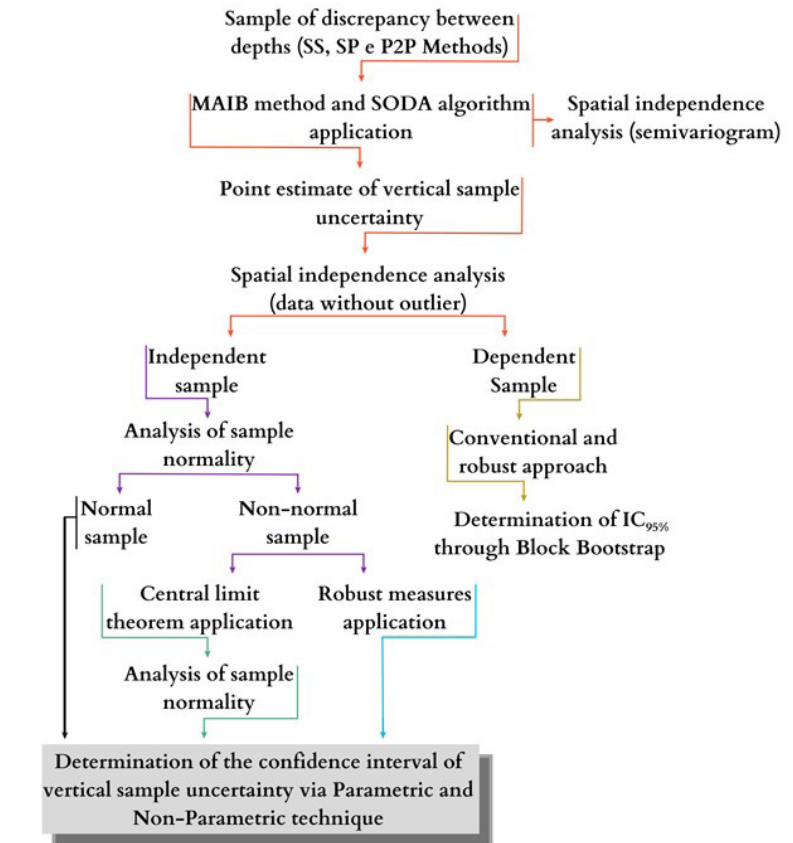 Sample of discrepancy between
depths (SS, SP e P2P Methods)
MAIB method and SODA algorithm
application
Spatial independence
analysis (semivariogram)
Point estimate of vertical sample
uncertainty
Spatial independence analysis
(data without outlier)
Independent
sample
Dependent
Sample
Analysis of sample
normality
Conventional and
robust approach
Normal
sample
Non-normal
sample
Determination of IC95%
through Block Bootstrap
Central limit
theorem application
Robust measures
application
Analysis of sample
normality
Determination of the confidence interval of
vertical sample uncertainty via Parametric and
Non-Parametric technique